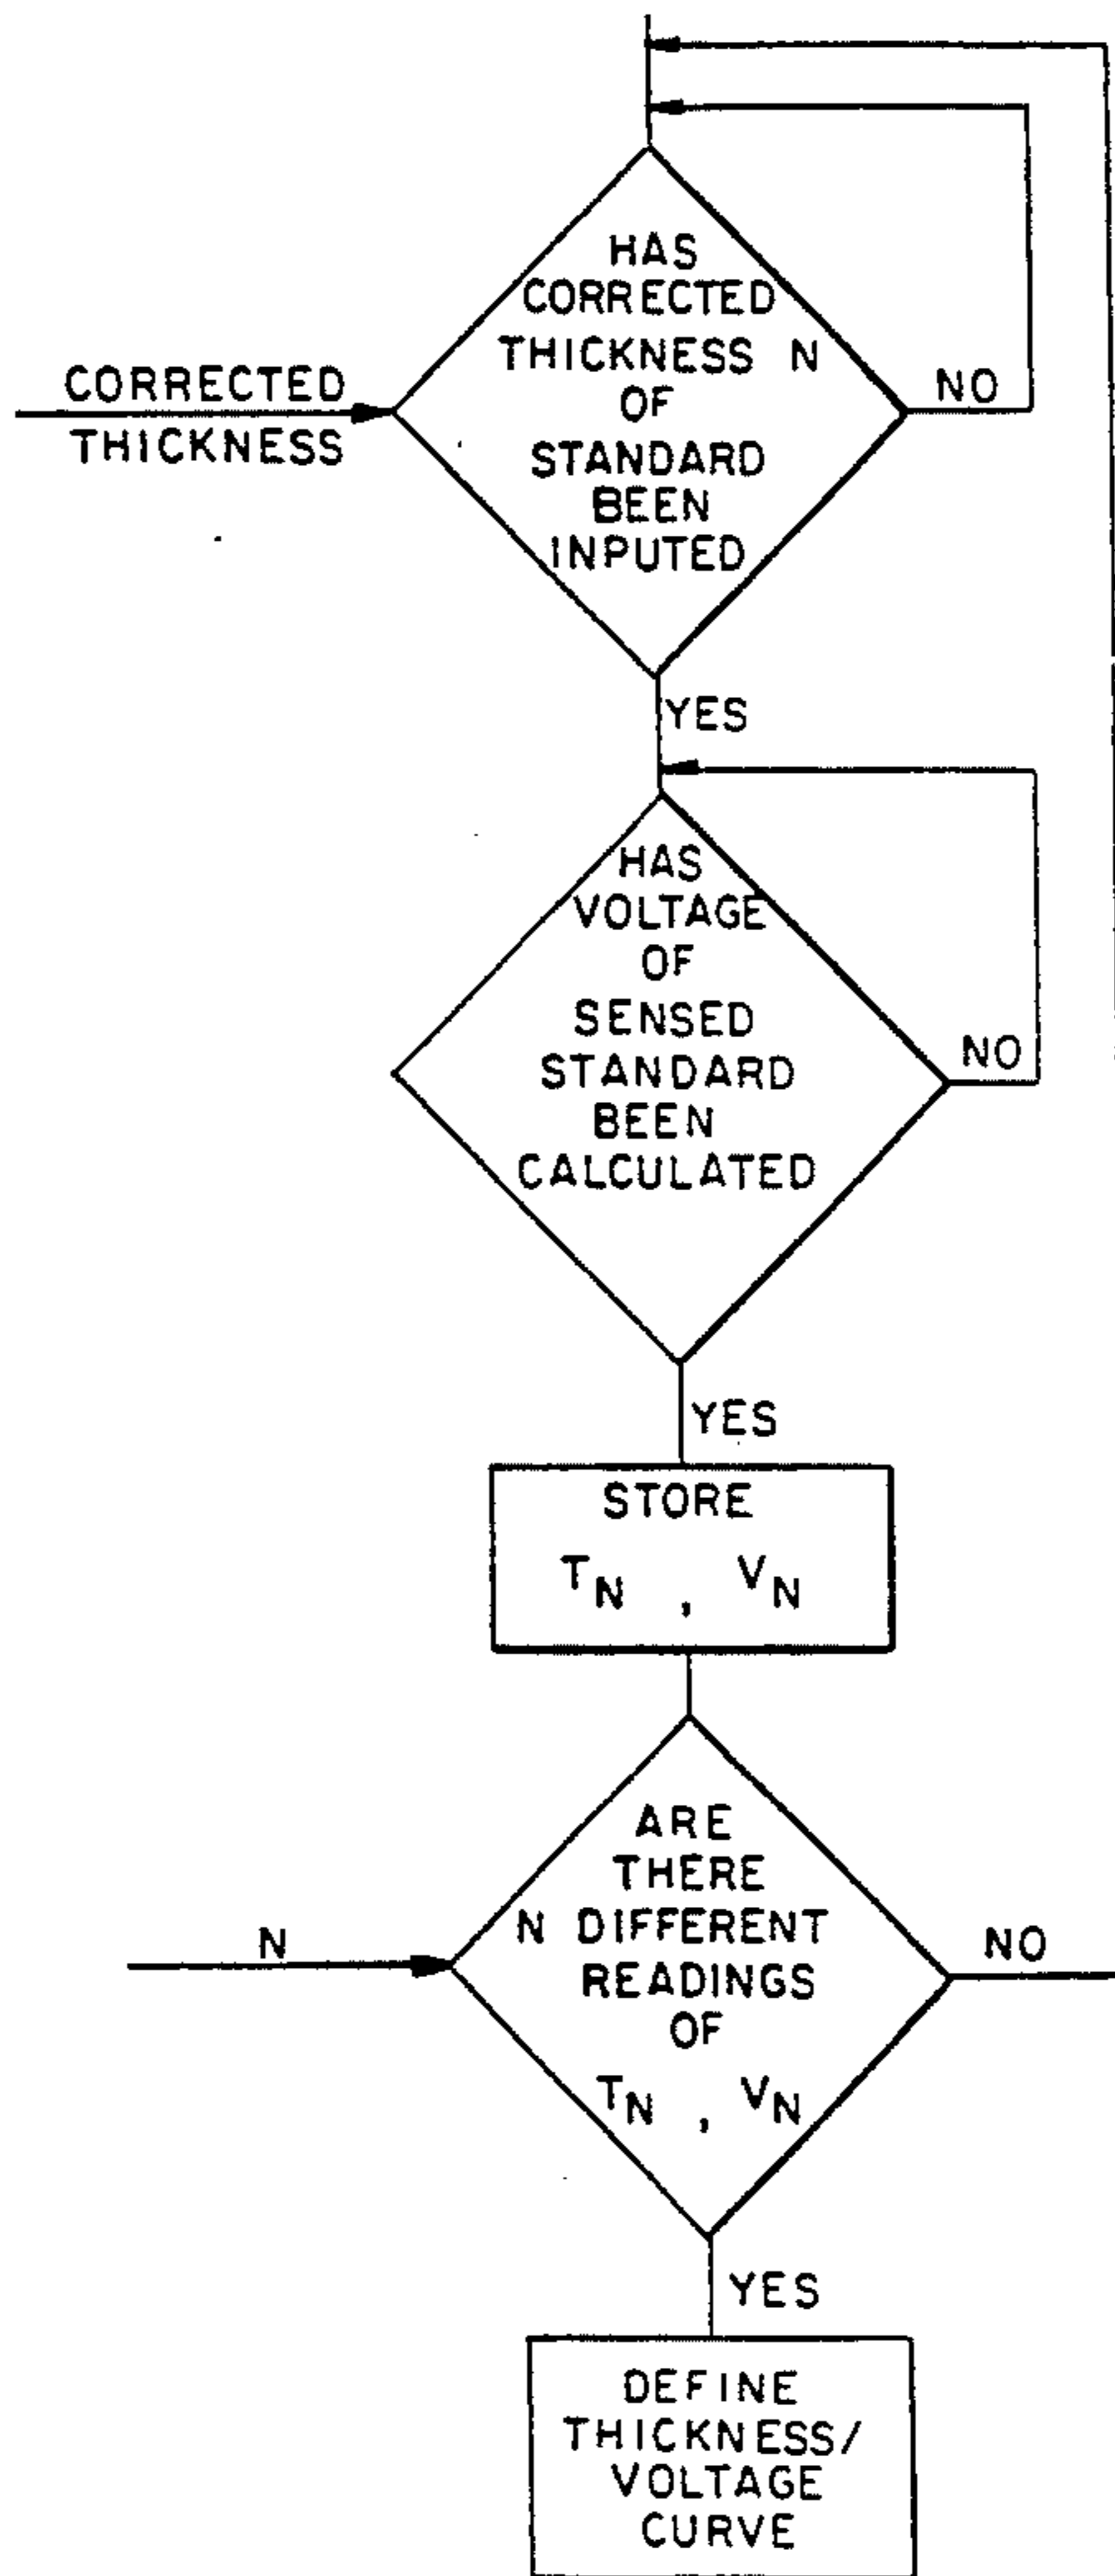 HAS
CORRECTED
THICKNESS N
OF
STANDARD
BEEN
INPUTED
CORRECTED
THICKNESS
NO
YES
HAS
VOLTAGE
OF
SENSED
STANDARD
BEEN
CALCULATED
NO
YES
STORE
TN , VN
ARE
THERE
N DIFFERENT
READINGS
OF
TN , VN
N
NO
YES
DEFINE
THICKNESS/
VOLTAGE
CURVE